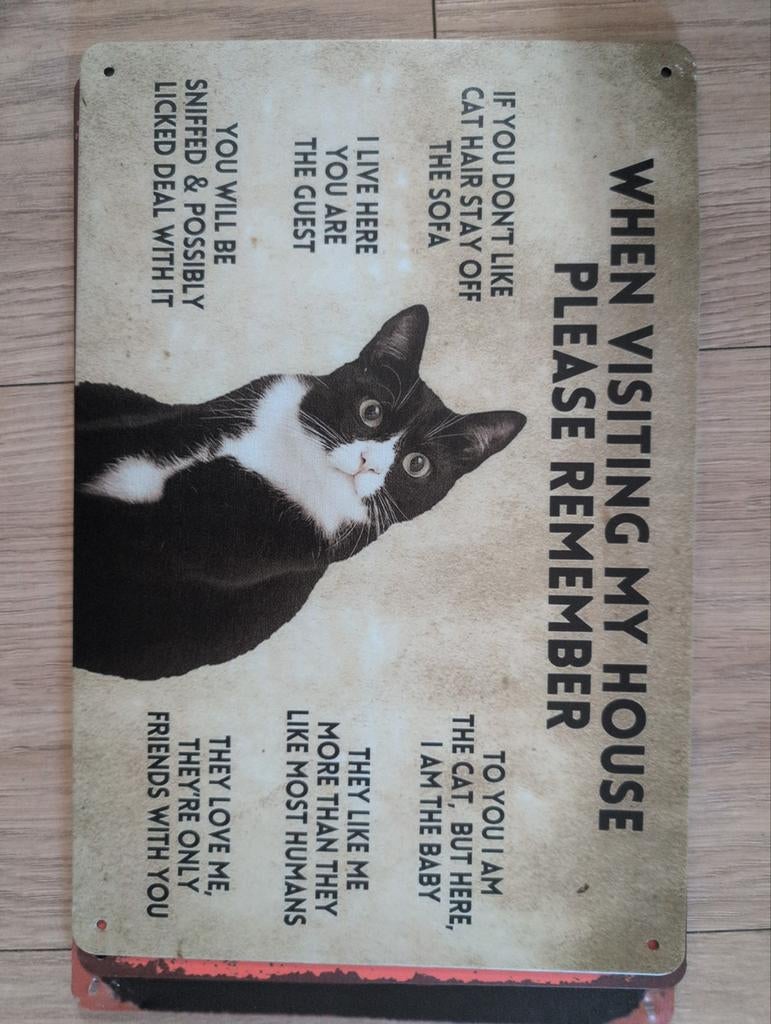 WHEN VISITING MY HOUSE
PLEASE REMEMBER
IF YOU DON'T LIKE
CAT HAIR STAY OFF
THE SOFA
I LIVE HERE
YOU ARE
THE GUEST
YOU WILL BE
SNIFFED & POSSIBLY
LICKED DEAL WITH IT
TO YOU I AM
THE CAT, BUT HERE,
I AM THE BABY
THEY LIKE ME
MORE THAN THEY
LIKE MOST HUMANS
THEY LOVE ME,
THEY'RE ONLY
FRIENDS WITH YOU